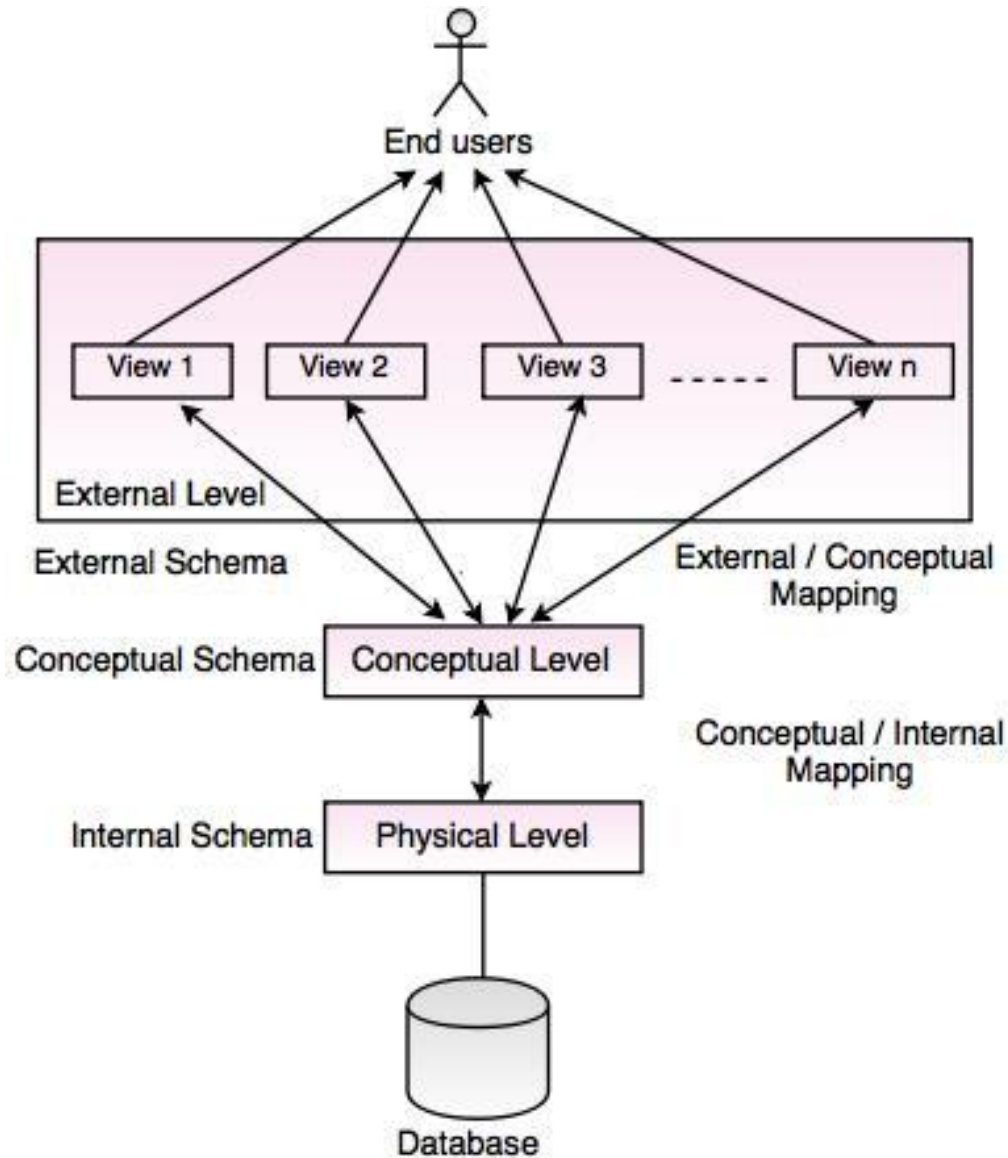 End users
View 1
View 2
View 3
View n
External Level
External Schema
External / Conceptual
Mapping
Conceptual Schema
Conceptual Level
Conceptual / Internal
Mapping
Internal Schema
Physical Level
Database